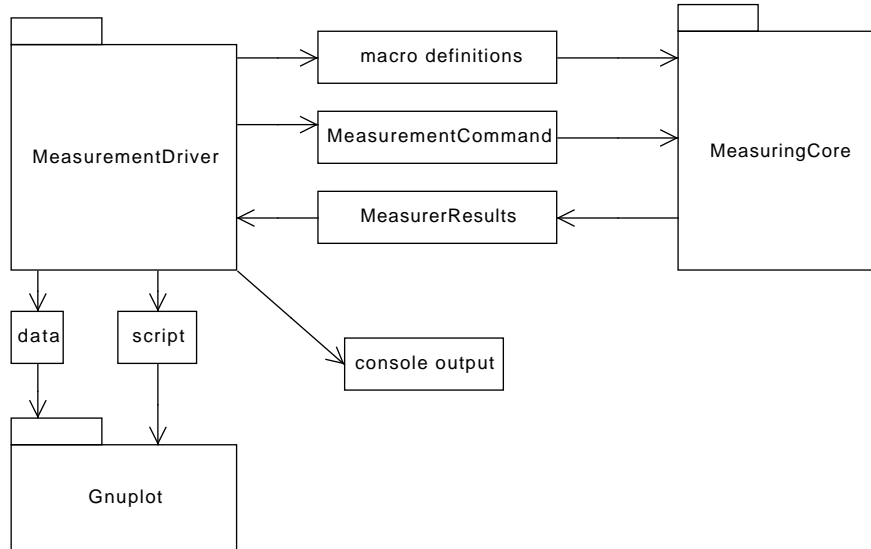 macro definitions
MeasurementCommand
MeasurementDriver
MeasuringCore
MeasurerResults
data
script
console output
Gnuplot